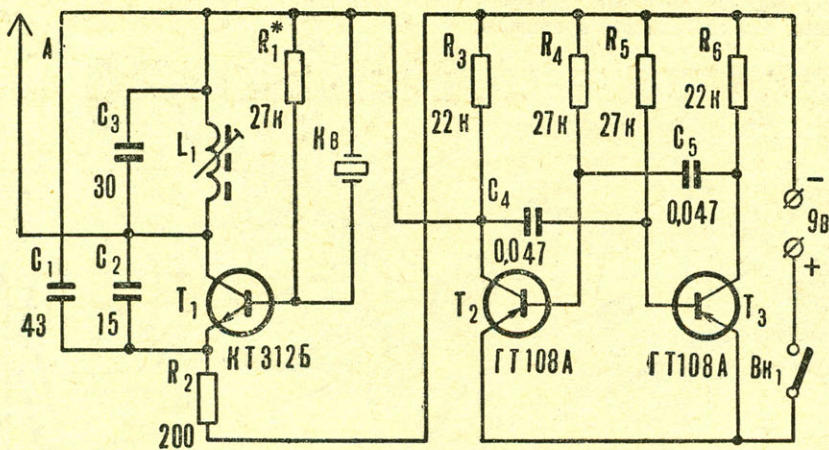 A
C3
30
L1
R1*
27к
Кв
R3
22к
R4
27к
R5
27к
R6
22к
C5
0,047
C4
0,047
−
9в
+
C1
43
C2
15
T1
КТ312Б
R2
200
T2
ГТ108А
T3
ГТ108А
Вк1